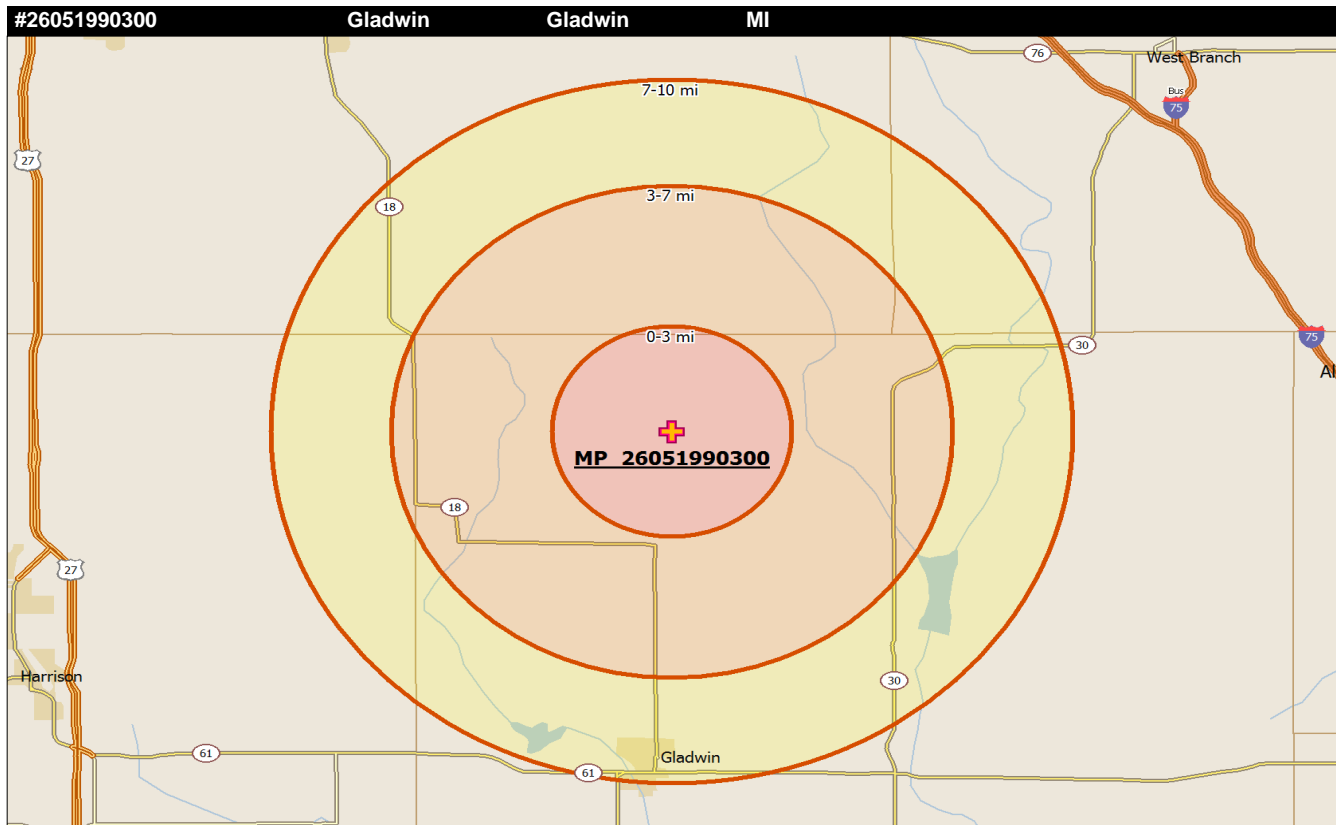 #26051990300 Gladwin Gladwin MI
76
West Branch
7-10 mi
Bus
75
27
3-7 mi
18
0-3 mi
75
30
Al
MP 26051990300
18
27
Harrison
30
61
Gladwin
61